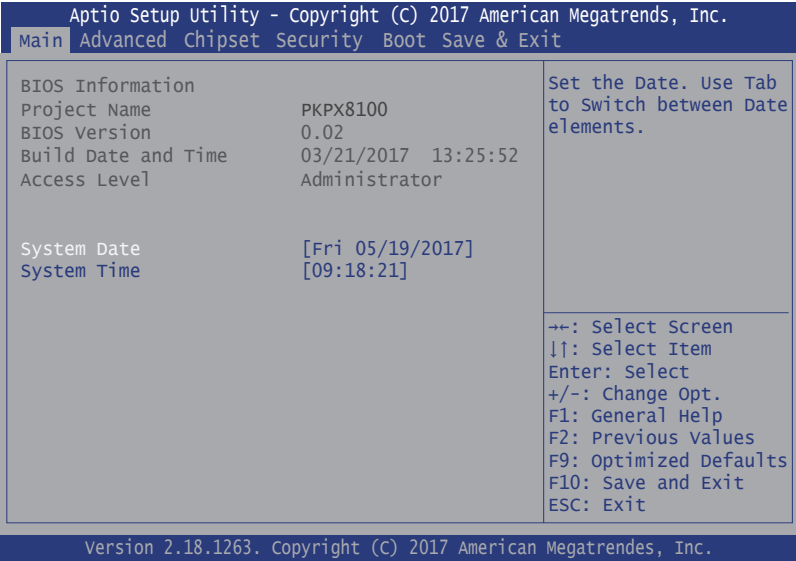 Aptio Setup Utility - Copyright (C) 2017 American Megatrends, Inc.
Main Advanced Chipset Security Boot Save & Exit
BIOS Information
Project Name PKPX8100
BIOS Version 0.02
Build Date and Time 03/21/2017 13:25:52
Access Level Administrator
System Date [Fri 05/19/2017]
System Time [09:18:21]
Set the Date. Use Tab
to Switch between Date
elements.
→←: Select Screen
↓↑: Select Item
Enter: Select
+/-: Change Opt.
F1: General Help
F2: Previous Values
F9: Optimized Defaults
F10: Save and Exit
ESC: Exit
Version 2.18.1263. Copyright (C) 2017 American Megatrendes, Inc.